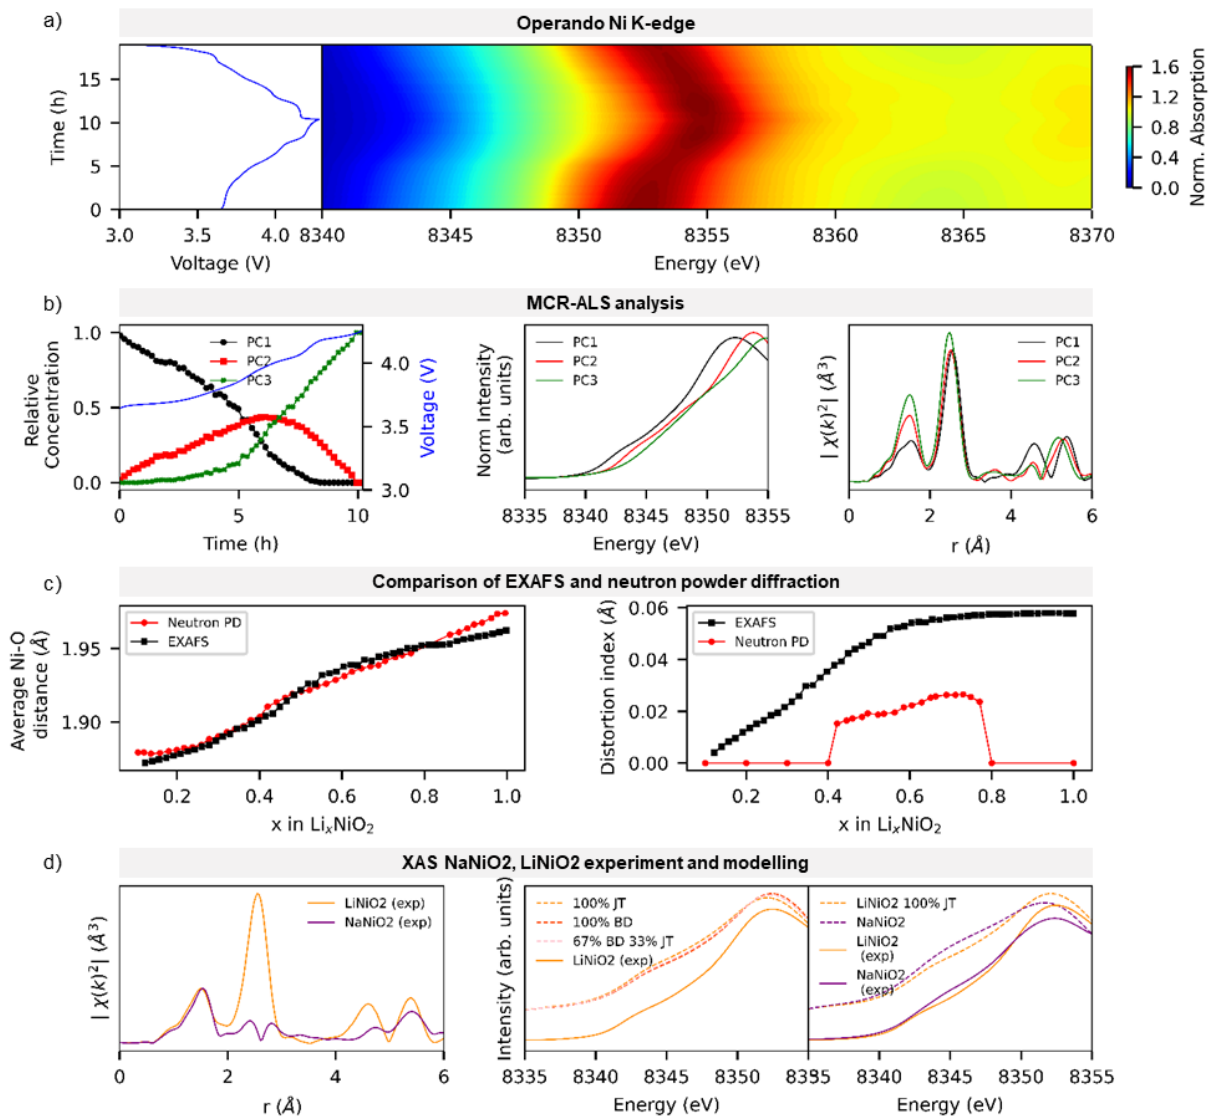 a)
Operando Ni K-edge
Time (h)
15
10
5
0
3.0
3.5
4.0
Voltage (V)
8340
8345
8350
8355
8360
8365
8370
Energy (eV)
1.6
1.2
0.8
0.4
0.0
Norm. Absorption
b)
MCR-ALS analysis
Relative
Concentration
1.0
0.5
0.0
PC1
PC2
PC3
0
5
10
Time (h)
4.0
3.5
3.0
Voltage (V)
Norm Intensity
(arb. units)
PC1
PC2
PC3
8335
8340
8345
8350
8355
Energy (eV)
| χ(k)²| (Å³)
PC1
PC2
PC3
0
2
4
6
r (Å)
c)
Comparison of EXAFS and neutron powder diffraction
Average Ni-O
distance (Å)
1.95
1.90
Neutron PD
EXAFS
0.2
0.4
0.6
0.8
1.0
x in LiₓNiO₂
Distortion index (Å)
0.06
0.04
0.02
0.00
EXAFS
Neutron PD
0.2
0.4
0.6
0.8
1.0
x in LiₓNiO₂
d)
XAS NaNiO2, LiNiO2 experiment and modelling
| χ(k)²| (Å³)
LiNiO2 (exp)
NaNiO2 (exp)
0
2
4
6
r (Å)
Intensity (arb. units)
100% JT
100% BD
67% BD 33% JT
LiNiO2 (exp)
8335
8340
8345
8350
8355
Energy (eV)
LiNiO2 100% JT
NaNiO2
LiNiO2
(exp)
NaNiO2
(exp)
8340
8345
8350
8355
Energy (eV)